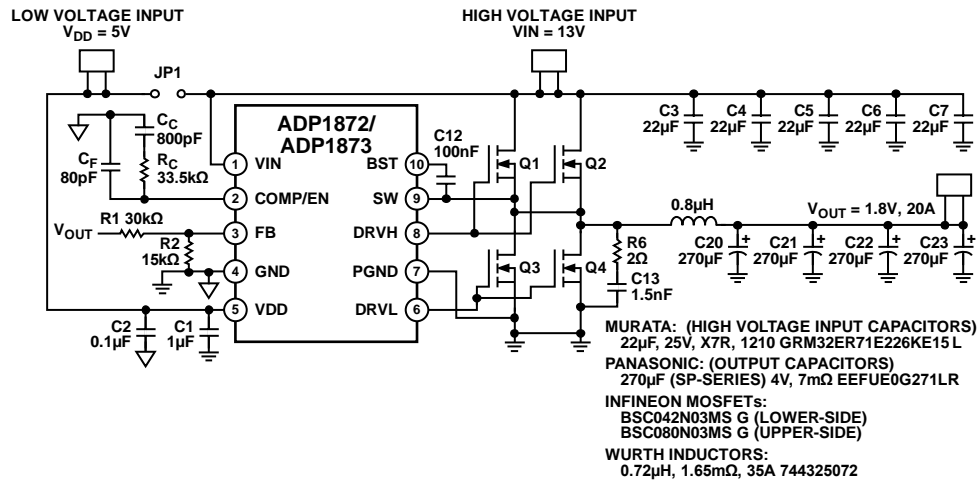 LOW VOLTAGE INPUT
V_DD = 5V
HIGH VOLTAGE INPUT
VIN = 13V
JP1
C_C
800pF
C_F
80pF
R_C
33.5kΩ
R1 30kΩ
V_OUT
R2
15kΩ
C2
0.1µF
C1
1µF
ADP1872/
ADP1873
1 VIN
2 COMP/EN
3 FB
4 GND
5 VDD
BST 10
SW 9
DRVH 8
PGND 7
DRVL 6
C12
100nF
Q1
Q2
Q3
Q4
C3
22µF
C4
22µF
C5
22µF
C6
22µF
C7
22µF
0.8µH
V_OUT = 1.8V, 20A
R6
2Ω
C13
1.5nF
C20
270µF
+
C21
270µF
+
C22
270µF
+
C23
270µF
+
MURATA: (HIGH VOLTAGE INPUT CAPACITORS)
22µF, 25V, X7R, 1210 GRM32ER71E226KE15 L
PANASONIC: (OUTPUT CAPACITORS)
270µF (SP-SERIES) 4V, 7mΩ EEFUE0G271LR
INFINEON MOSFETs:
BSC042N03MS G (LOWER-SIDE)
BSC080N03MS G (UPPER-SIDE)
WURTH INDUCTORS:
0.72µH, 1.65mΩ, 35A 744325072